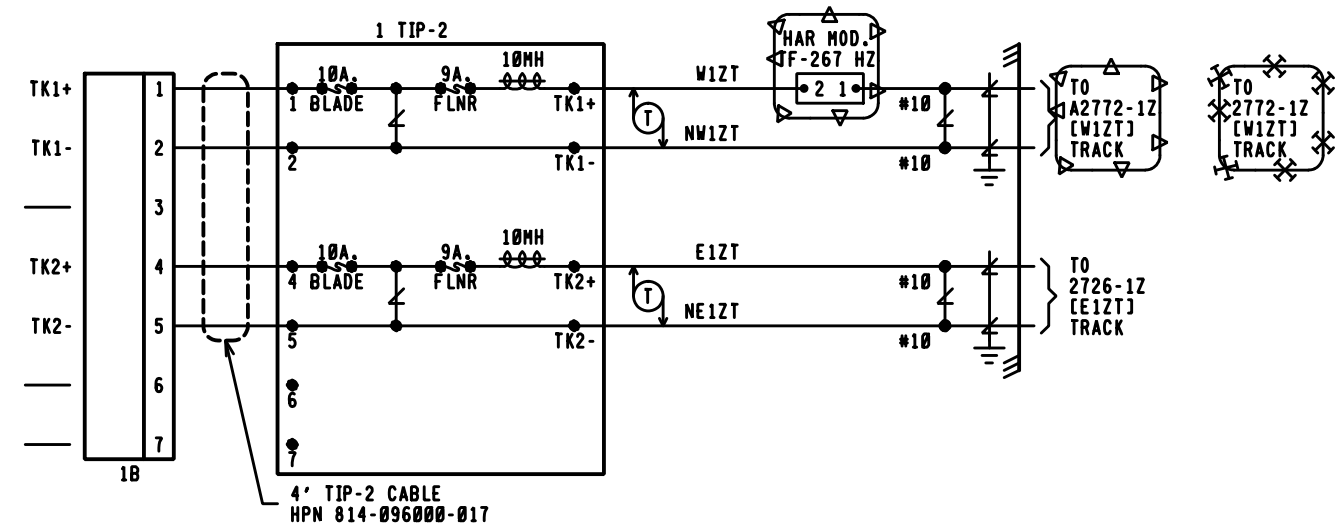 1 TIP-2
HAR MOD.
TF-267 HZ
2 1
TK1+
TK1-
TK2+
TK2-
1
2
3
4
5
6
7
1B
10A.
BLADE
9A.
FLNR
10MH
1
TK1+
2
TK1-
10A.
BLADE
9A.
FLNR
10MH
4
TK2+
5
TK2-
6
7
W1ZT
T
NW1ZT
#10
#10
E1ZT
T
NE1ZT
#10
#10
TO
A2772-1Z
[W1ZT]
TRACK
TO
2772-1Z
[W1ZT]
TRACK
TO
2726-1Z
[E1ZT]
TRACK
4' TIP-2 CABLE
HPN 814-096000-017